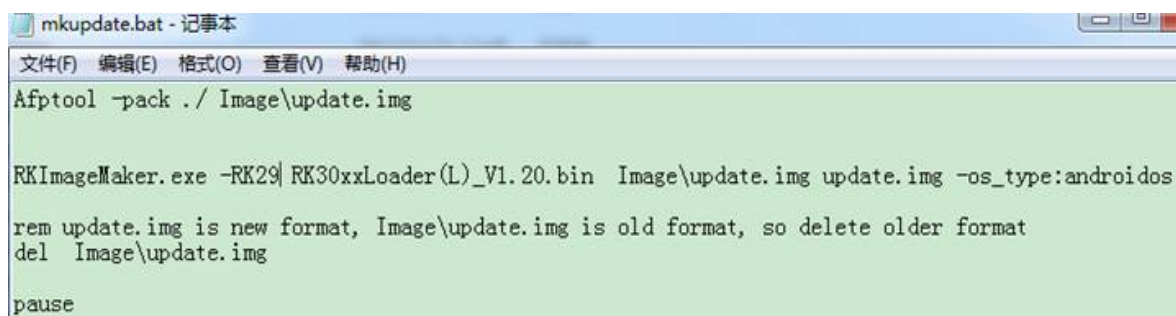 mkupdate.bat - 记事本
文件(F) 编辑(E) 格式(O) 查看(V) 帮助(H)
Afptool -pack ./ Image\update.img
RKImageMaker.exe -RK29 RK30xxLoader(L)_V1.20.bin Image\update.img update.img -os_type:androidos
rem update.img is new format, Image\update.img is old format, so delete older format
del Image\update.img
pause